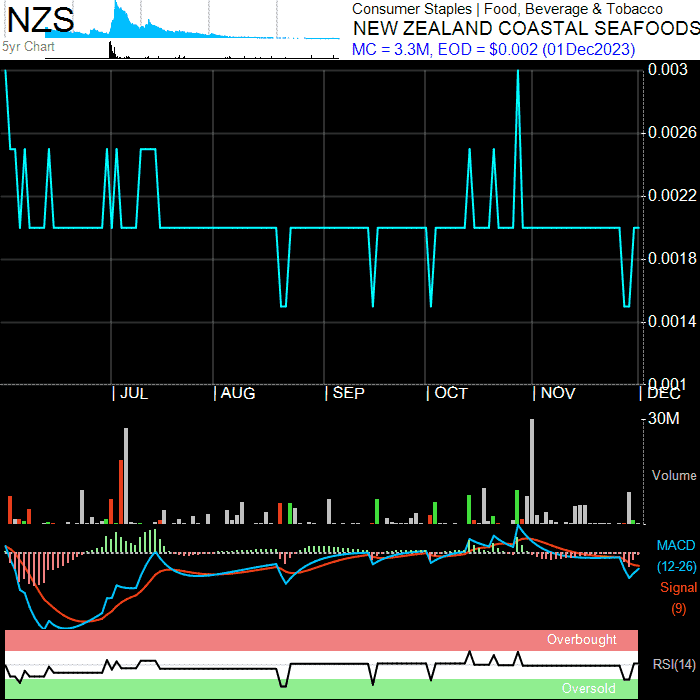 NZS
Consumer Staples | Food, Beverage & Tobacco
NEW ZEALAND COASTAL SEAFOODS
5yr Chart
MC = 3.3M, EOD = $0.002 (01Dec2023)
0.003
0.0026
0.0022
0.0018
0.0014
0.001
| JUL | AUG | SEP | OCT | NOV | DEC
30M
Volume
MACD
(12-26)
Signal
(9)
Overbought
RSI(14)
Oversold